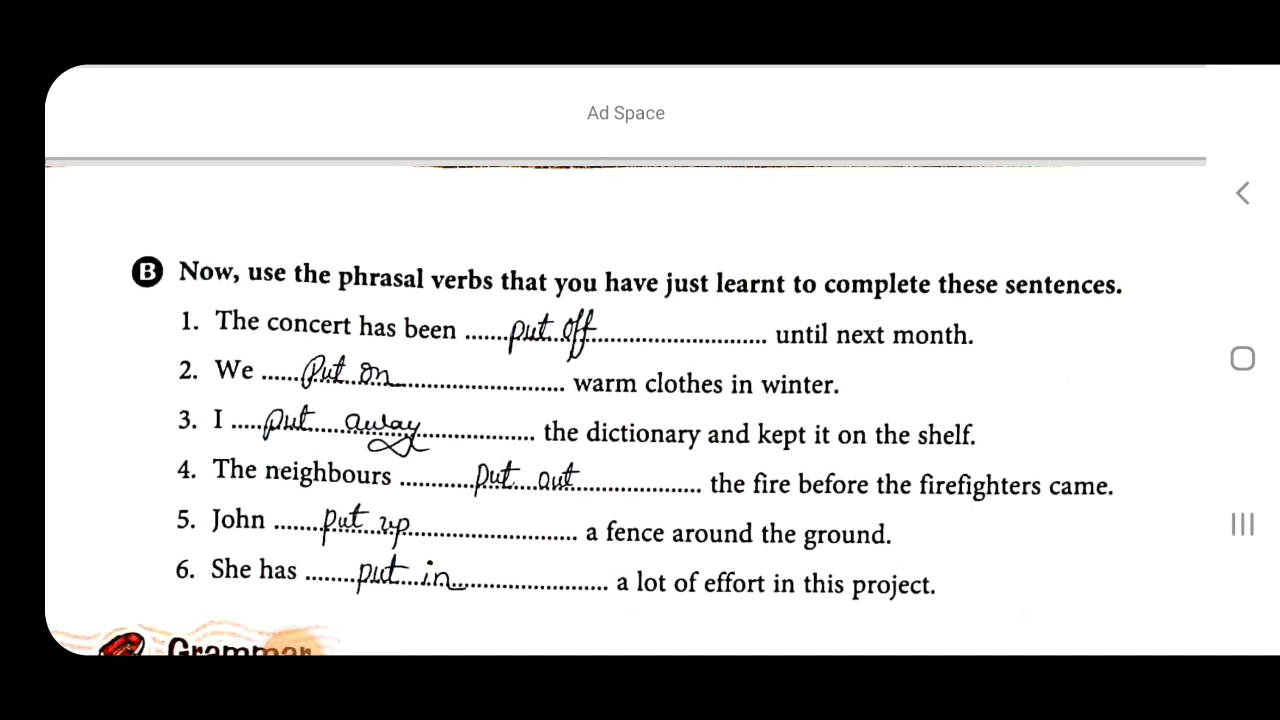 Ad Space
B Now, use the phrasal verbs that you have just learnt to complete these sentences.
1. The concert has been ......put off.............................. until next month.
2. We ......Put on............................ warm clothes in winter.
3. I .....put away...................... the dictionary and kept it on the shelf.
4. The neighbours ...........put out...................... the fire before the firefighters came.
5. John .......put up............................ a fence around the ground.
6. She has ........put in........................ a lot of effort in this project.
Grammar